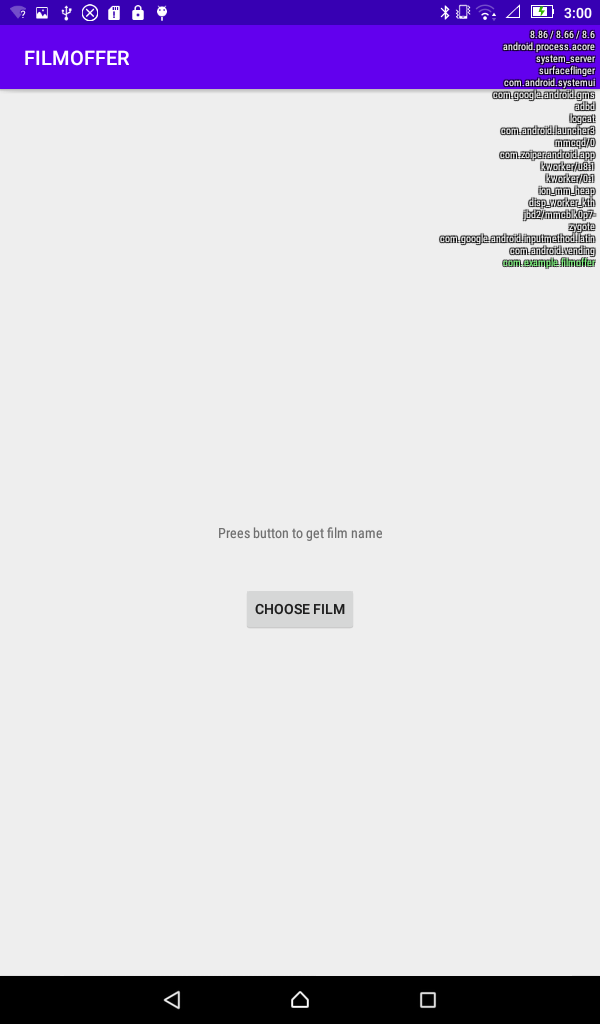 3:00
FILMOFFER
8.86 / 8.66 / 8.6
android.process.acore
system_server
surfaceflinger
com.android.systemui
com.google.android.gms
adbd
logcat
com.android.launcher3
mmcqd/0
com.zoiper.android.app
kworker/u8:1
kworker/0:1
ion_mm_heap
disp_worker_kth
jbd2/mmcblk0p7-
zygote
com.google.android.inputmethod.latin
com.android.vending
com.example.filmoffer
Prees button to get film name
CHOOSE FILM